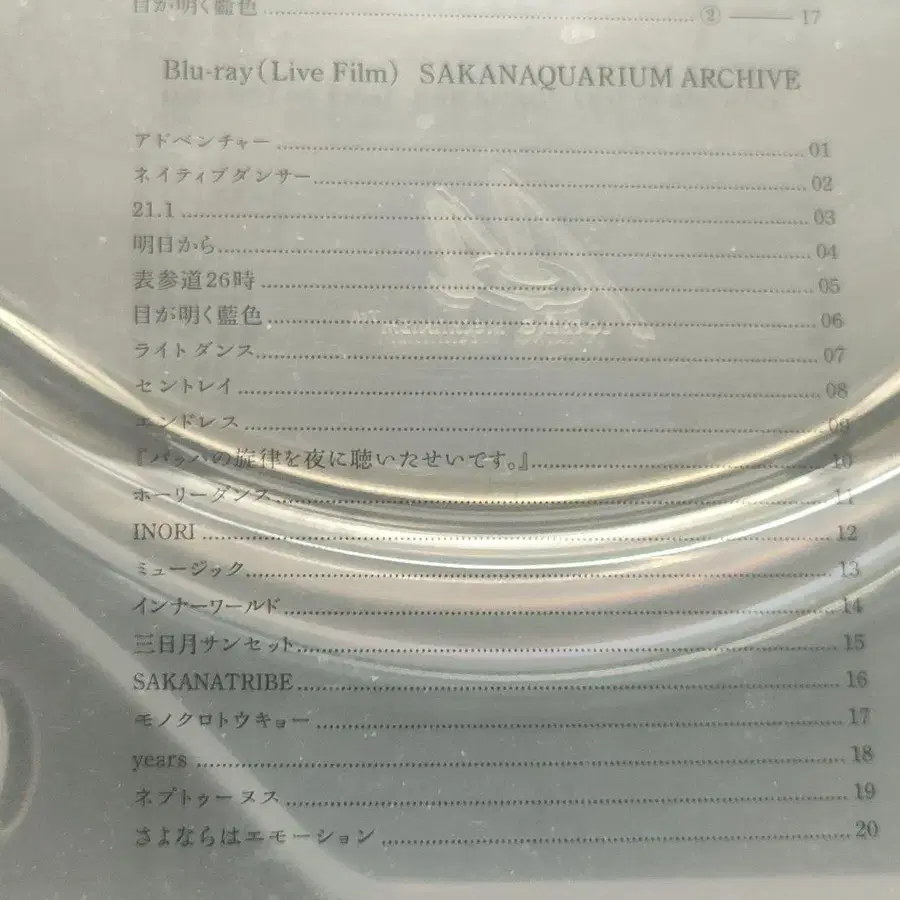 目が明く藍色 ② 17
Blu-ray (Live Film) SAKANAQUARIUM ARCHIVE
アドベンチャー 01
ネイティブダンサー 02
21.1 03
明日から 04
表参道26時 05
目が明く藍色 06
ライトダンス 07
セントレイ 08
エンドレス 09
『バッハの旋律を夜に聴いたせいです。』 10
ホーリーダンス 11
INORI 12
ミュージック 13
インナーワールド 14
三日月サンセット 15
SAKANATRIBE 16
モノクロトウキョー 17
years 18
ネプトゥーヌス 19
さよならはエモーション 20